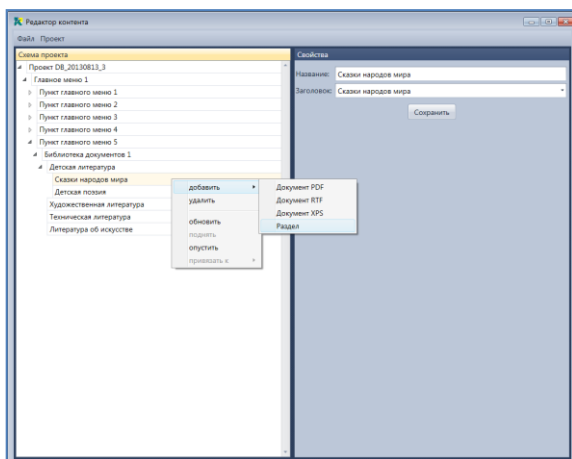 Редактор контента
Файл Проект
Схема проекта
Проект DB_20130813_3
Главное меню 1
Пункт главного меню 1
Пункт главного меню 2
Пункт главного меню 3
Пункт главного меню 4
Пункт главного меню 5
Библиотека документов 1
Детская литература
Сказки народов мира
Детская поэзия
Художественная литература
Техническая литература
Литература об искусстве
добавить
удалить
обновить
поднять
опустить
привязать к
Документ PDF
Документ RTF
Документ XPS
Раздел
Свойства
Название: Сказки народов мира
Заголовок: Сказки народов мира
Сохранить